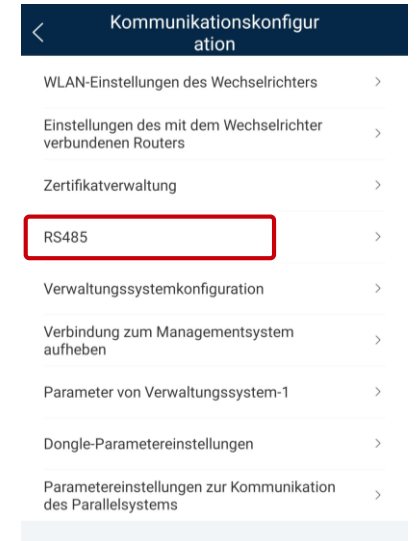 Kommunikationskonfigur
ation
WLAN-Einstellungen des Wechselrichters
Einstellungen des mit dem Wechselrichter
verbundenen Routers
Zertifikatverwaltung
RS485
Verwaltungssystemkonfiguration
Verbindung zum Managementsystem
aufheben
Parameter von Verwaltungssystem-1
Dongle-Parametereinstellungen
Parametereinstellungen zur Kommunikation
des Parallelsystems